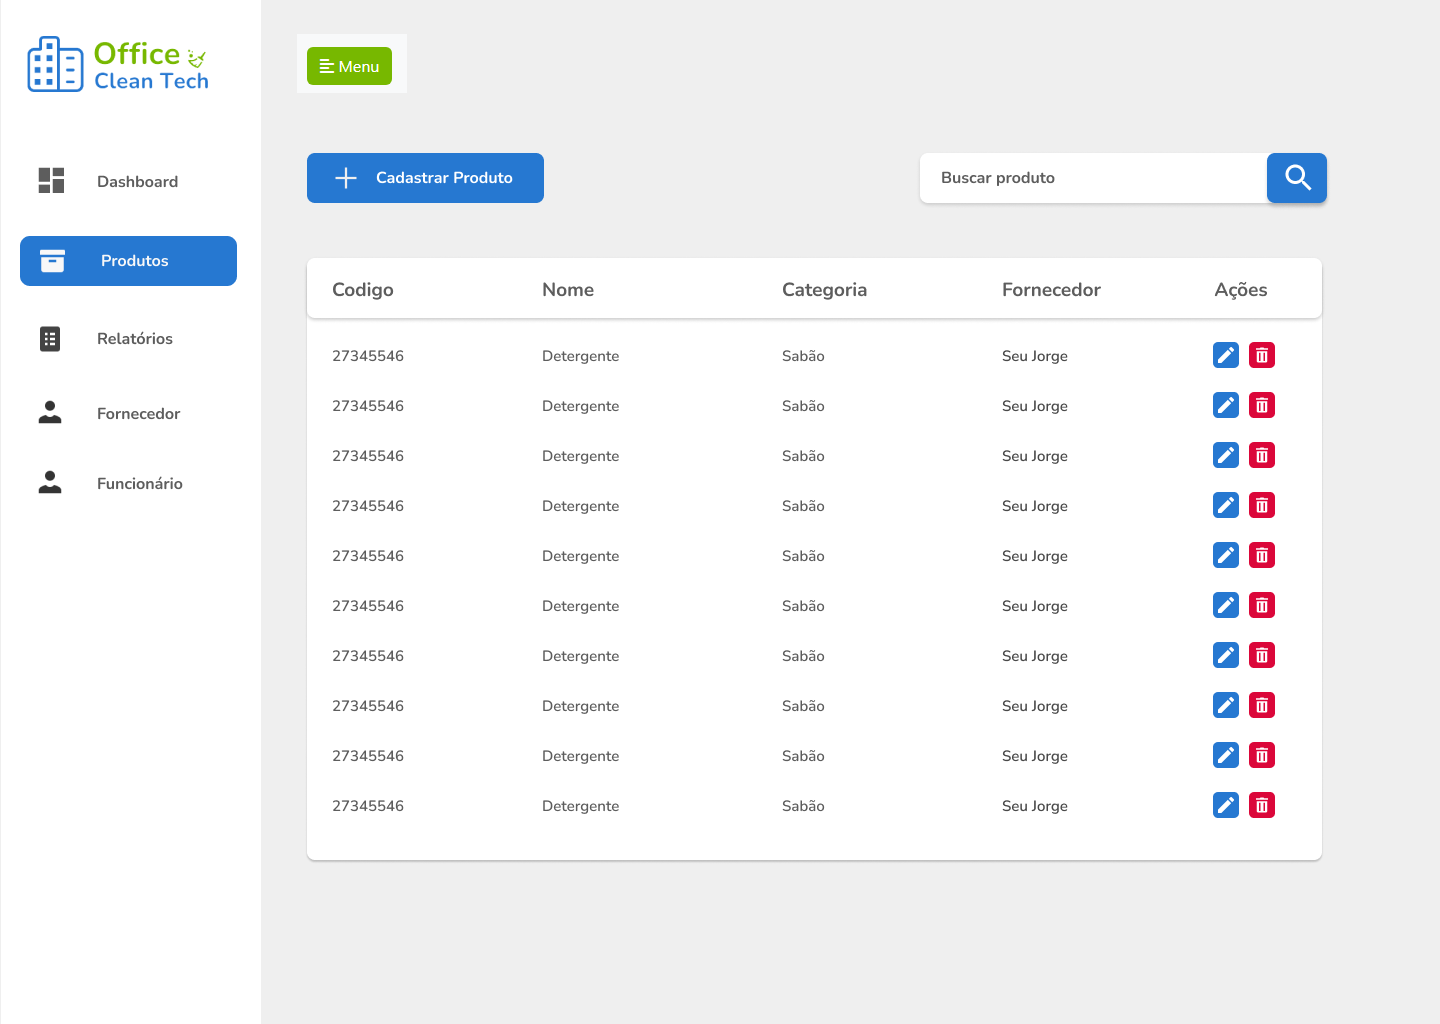 Office
Clean Tech
Dashboard
Produtos
Relatórios
Fornecedor
Funcionário
Menu
Cadastrar Produto
Buscar produto
Codigo Nome Categoria Fornecedor Ações
27345546 Detergente Sabão Seu Jorge
27345546 Detergente Sabão Seu Jorge
27345546 Detergente Sabão Seu Jorge
27345546 Detergente Sabão Seu Jorge
27345546 Detergente Sabão Seu Jorge
27345546 Detergente Sabão Seu Jorge
27345546 Detergente Sabão Seu Jorge
27345546 Detergente Sabão Seu Jorge
27345546 Detergente Sabão Seu Jorge
27345546 Detergente Sabão Seu Jorge